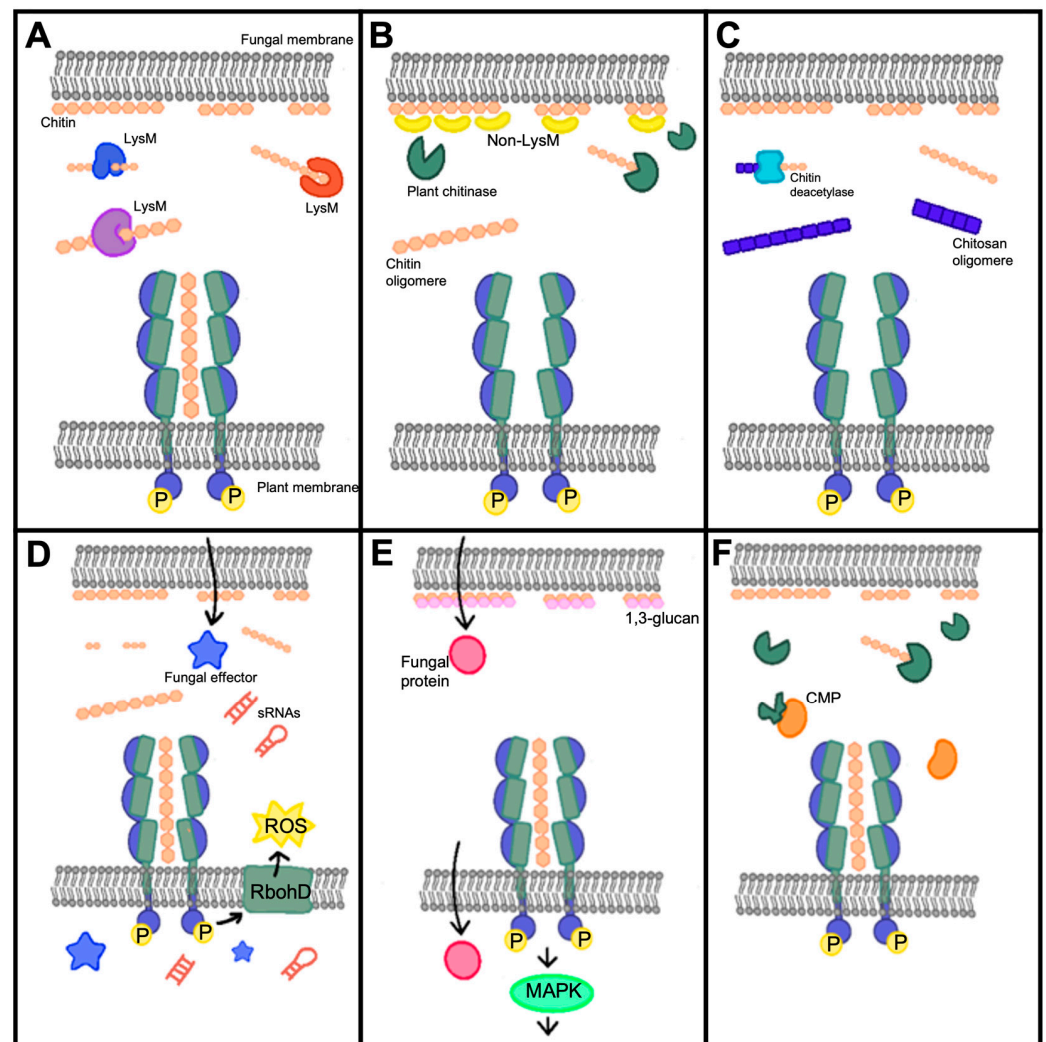 A
Fungal membrane
Chitin
LysM
LysM
LysM
Plant membrane
P
P
B
Non-LysM
Plant chitinase
Chitin
oligomere
P
P
C
Chitin
deacetylase
Chitosan
oligomere
P
P
D
Fungal effector
sRNAs
ROS
RbohD
P
P
E
1,3-glucan
Fungal
protein
P
P
MAPK
F
CMP
P
P